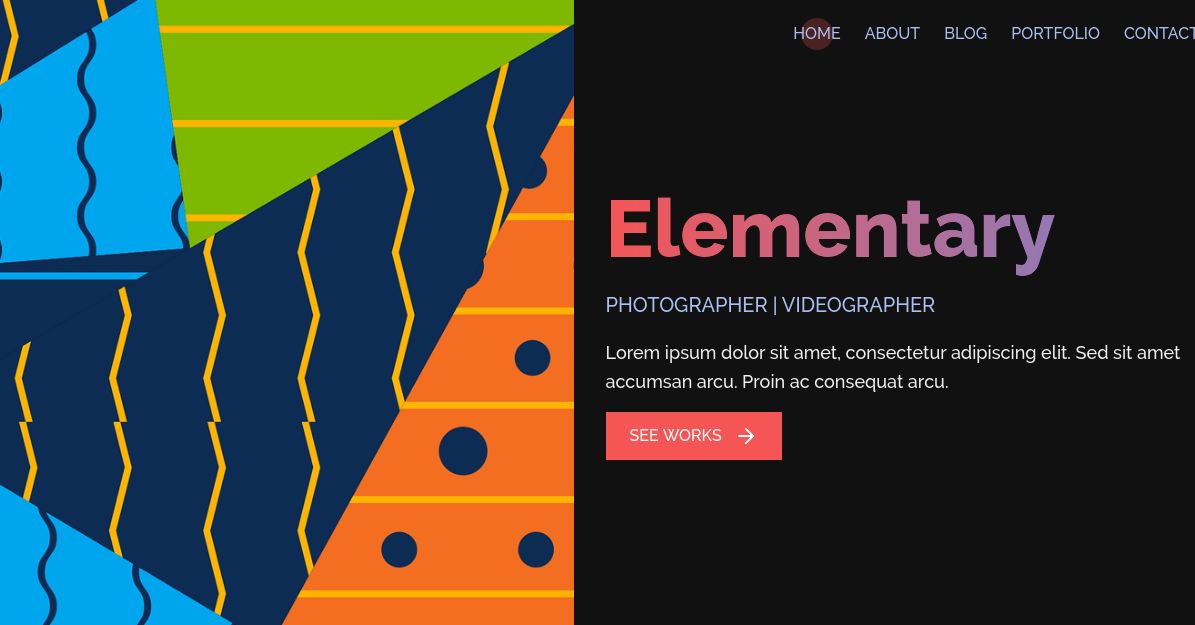 HOME ABOUT BLOG PORTFOLIO CONTACT
Elementary
PHOTOGRAPHER | VIDEOGRAPHER
Lorem ipsum dolor sit amet, consectetur adipiscing elit. Sed sit amet
accumsan arcu. Proin ac consequat arcu.
SEE WORKS